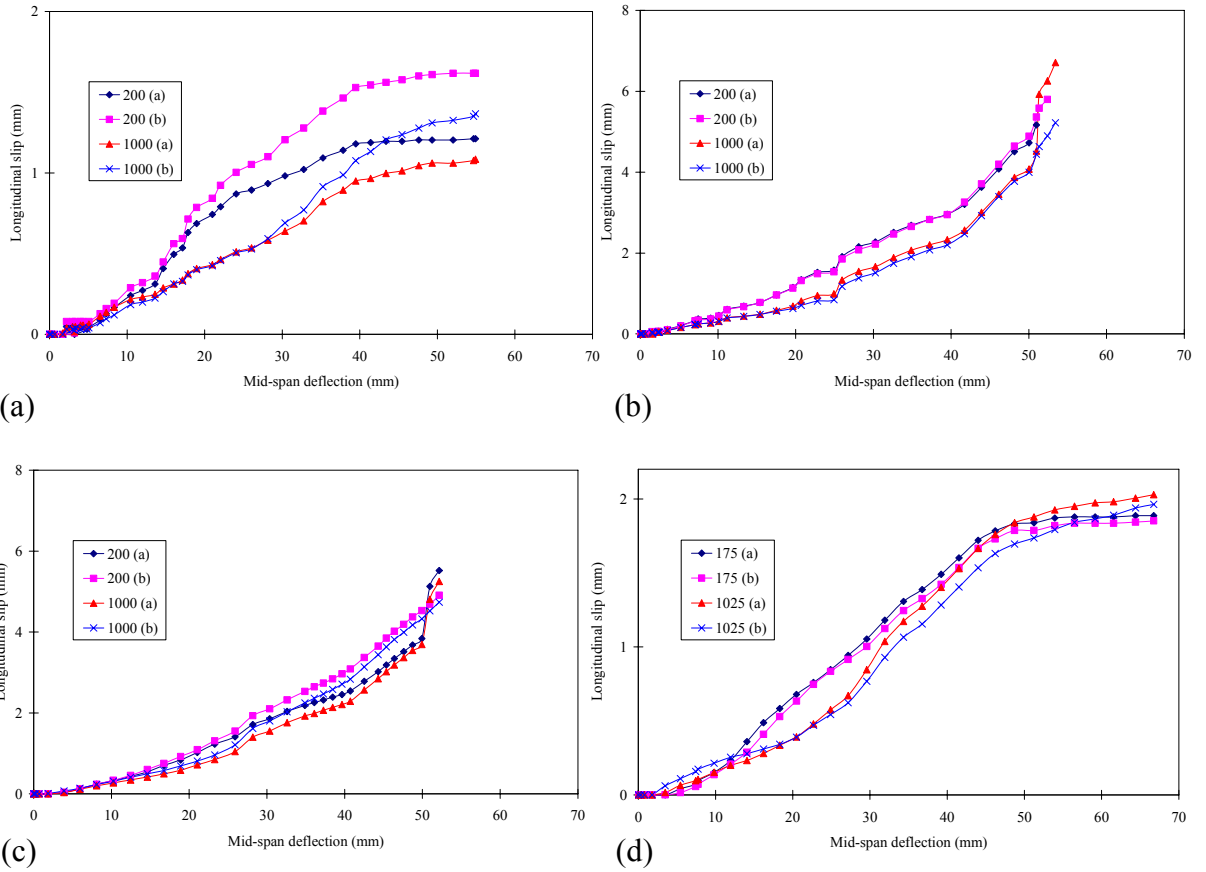 2
1
0
0 10 20 30 40 50 60 70
Longitudinal slip (mm)
Mid-span deflection (mm)
200 (a)
200 (b)
1000 (a)
1000 (b)
(a)
8
6
4
2
0
0 10 20 30 40 50 60 70
Longitudinal slip (mm)
Mid-span deflection (mm)
200 (a)
200 (b)
1000 (a)
1000 (b)
(b)
8
6
4
2
0
0 10 20 30 40 50 60 70
Longitudinal slip (mm)
Mid-span deflection (mm)
200 (a)
200 (b)
1000 (a)
1000 (b)
(c)
2
1
0
0 10 20 30 40 50 60 70
Longitudinal slip (mm)
Mid-span deflection (mm)
175 (a)
175 (b)
1025 (a)
1025 (b)
(d)